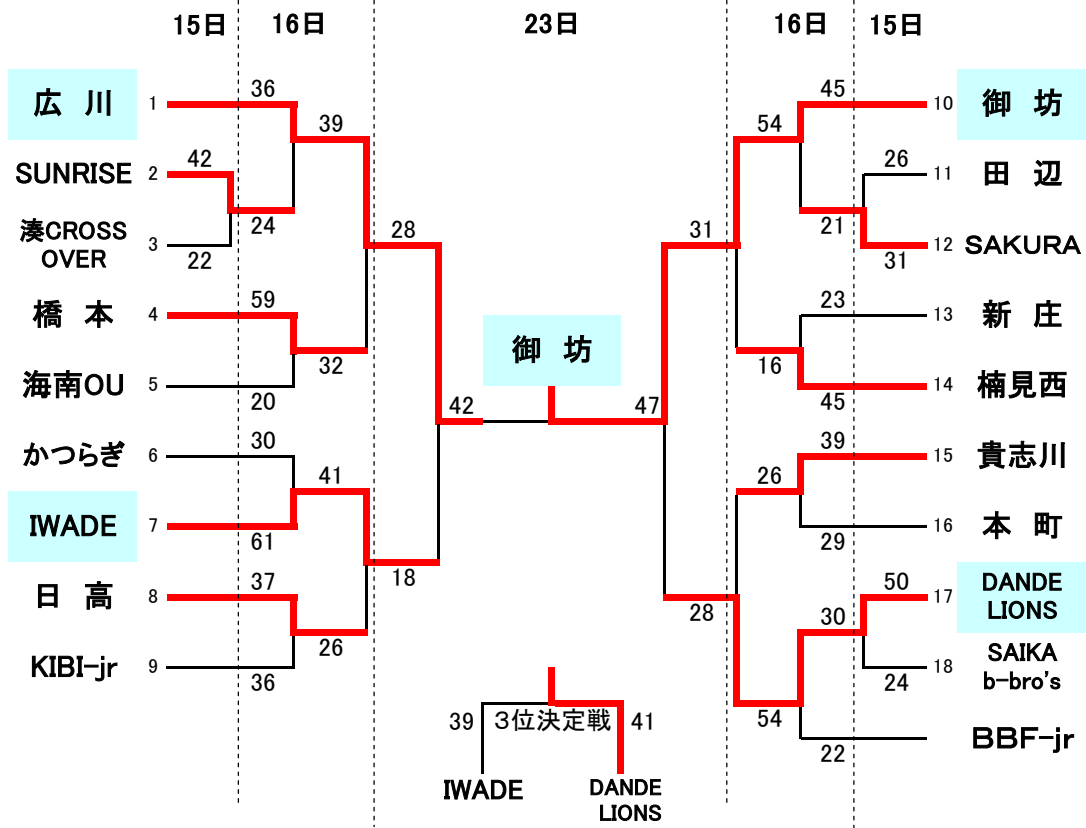 15日 16日 23日 16日 15日
広川 1 36
39
SUNRISE 2 42
24
湊CROSS
OVER 3 22
28
橋本 4 59
32
海南OU 5 20
42
かつらぎ 6 30
41
IWADE 7 61
18
日高 8 37
26
KIBI-jr 9 36
御坊
47
45 10 御坊
54
26 11 田辺
21
31 12 SAKURA
31
23 13 新庄
16
45 14 楠見西
39 15 貴志川
26
29 16 本町
28
50 17 DANDE
LIONS
30
24 18 SAIKA
b-bro's
54
22 BBF-jr
39 3位決定戦 41
IWADE
DANDE
LIONS